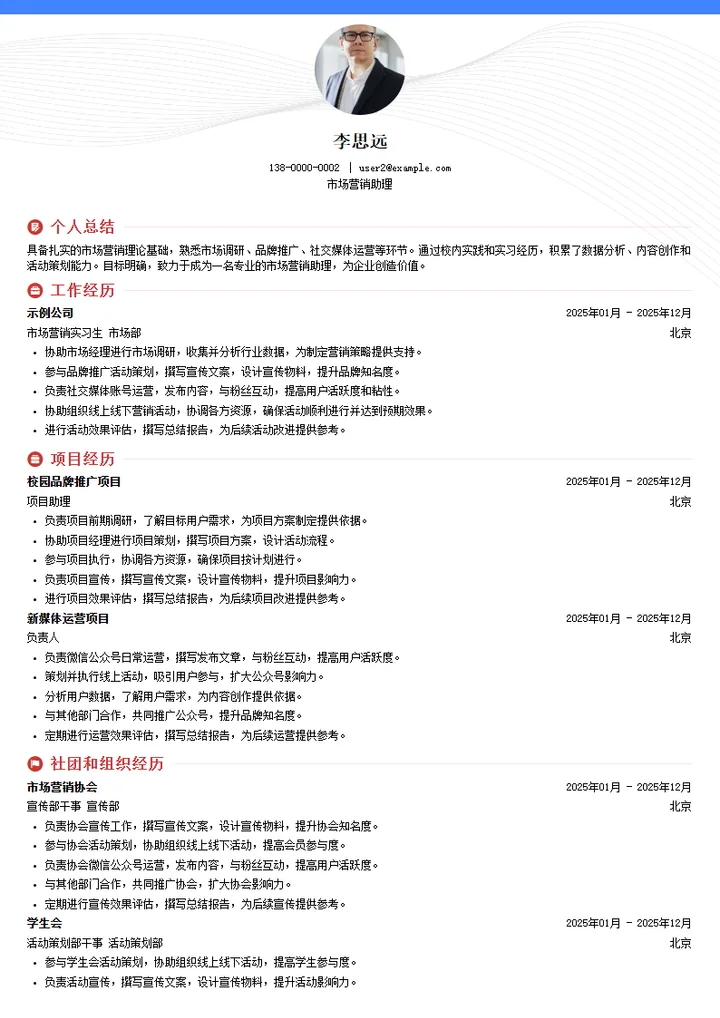 李思远
138-0000-0002 | user2@example.com
市场营销助理
个人总结
具备扎实的市场营销理论基础，熟悉市场调研、品牌推广、社交媒体运营等环节。通过校内实践和实习经历，积累了数据分析、内容创作和
活动策划能力。目标明确，致力于成为一名专业的市场营销助理，为企业创造价值。
工作经历
示创公司 2025年01月 - 2025年12月
市场营销实习生 市场部 北京
• 协助市场经理进行市场调研，收集并分析行业数据，为制定营销策略提供支持。
• 参与品牌推广活动策划，撰写宣传文案，设计宣传物料，提升品牌知名度。
• 负责社交媒体账号运营，发布内容，与粉丝互动，提高用户活跃度和粘性。
• 协助组织线上线下营销活动，协调各方资源，确保活动顺利进行并达到预期效果。
• 进行活动效果评估，撰写总结报告，为后续活动改进提供参考。
项目经历
校园品牌推广项目 2025年01月 - 2025年12月
项目助理 北京
• 负责项目前期调研，了解目标用户需求，为项目方案制定提供依据。
• 协助项目经理进行项目策划，撰写项目方案，设计活动流程。
• 参与项目执行，协调各方资源，确保项目按计划进行。
• 负责项目宣传，撰写宣传文案，设计宣传物料，提升项目影响力。
• 进行项目效果评估，撰写总结报告，为后续项目改进提供参考。
新媒体运营项目 2025年01月 - 2025年12月
负责人 北京
• 负责微信公众号日常运营，撰写发布文章，与粉丝互动，提高用户活跃度。
• 策划并执行线上活动，吸引用户参与，扩大公众号影响力。
• 分析用户数据，了解用户需求，为内容创作提供依据。
• 与其他部门合作，共同推广公众号，提升品牌知名度。
• 定期进行运营效果评估，撰写总结报告，为后续运营提供参考。
社团和组织经历
市场营销协会 2025年01月 - 2025年12月
宣传部干事 宣传部 北京
• 负责协会宣传工作，撰写宣传文案，设计宣传物料，提升协会知名度。
• 参与协会活动策划，协助组织线上线下活动，提高会员参与度。
• 负责协会微信公众号运营，发布内容，与粉丝互动，提高用户活跃度。
• 与其他部门合作，共同推广协会，扩大协会影响力。
• 定期进行宣传效果评估，撰写总结报告，为后续宣传提供参考。
学生会 2025年01月 - 2025年12月
活动策划部干事 活动策划部 北京
• 参与学生会活动策划，协助组织线上线下活动，提高学生参与度。
• 负责活动宣传，撰写宣传文案，设计宣传物料，提升活动影响力。